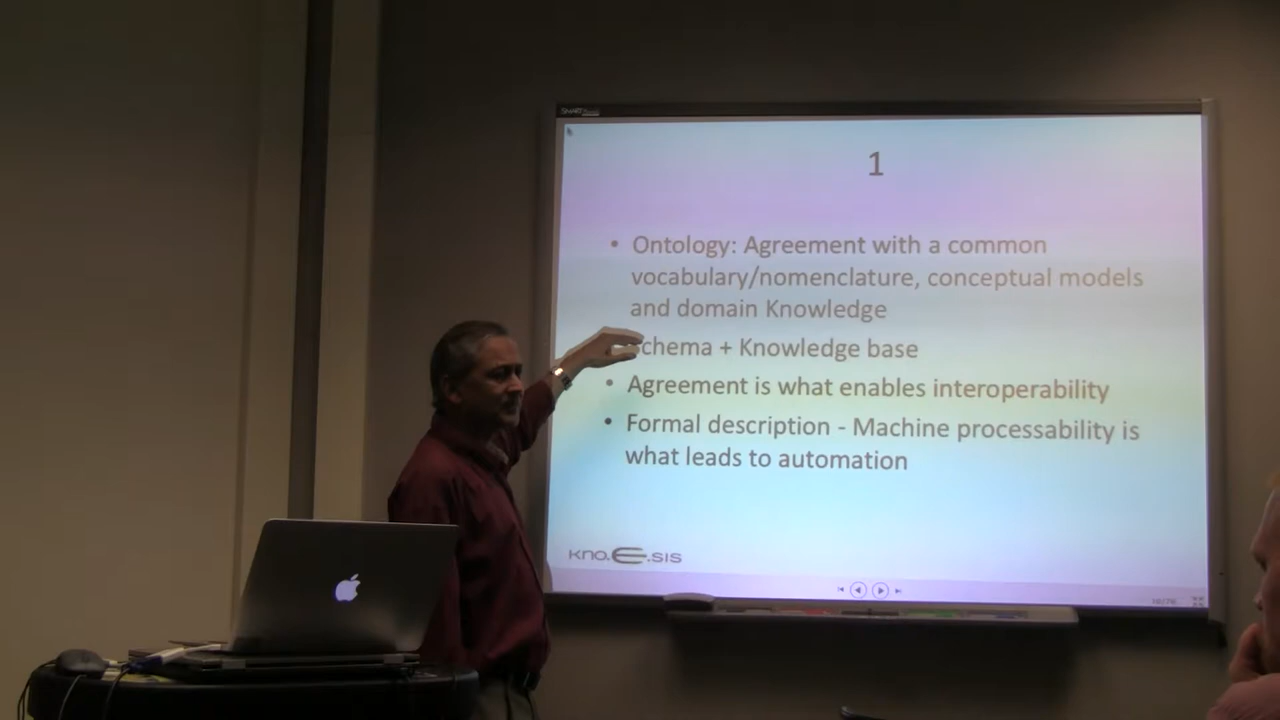 SMART
1
• Ontology: Agreement with a common
vocabulary/nomenclature, conceptual models
and domain Knowledge
chema + Knowledge base
• Agreement is what enables interoperability
• Formal description - Machine processability is
what leads to automation
kno.e.sis